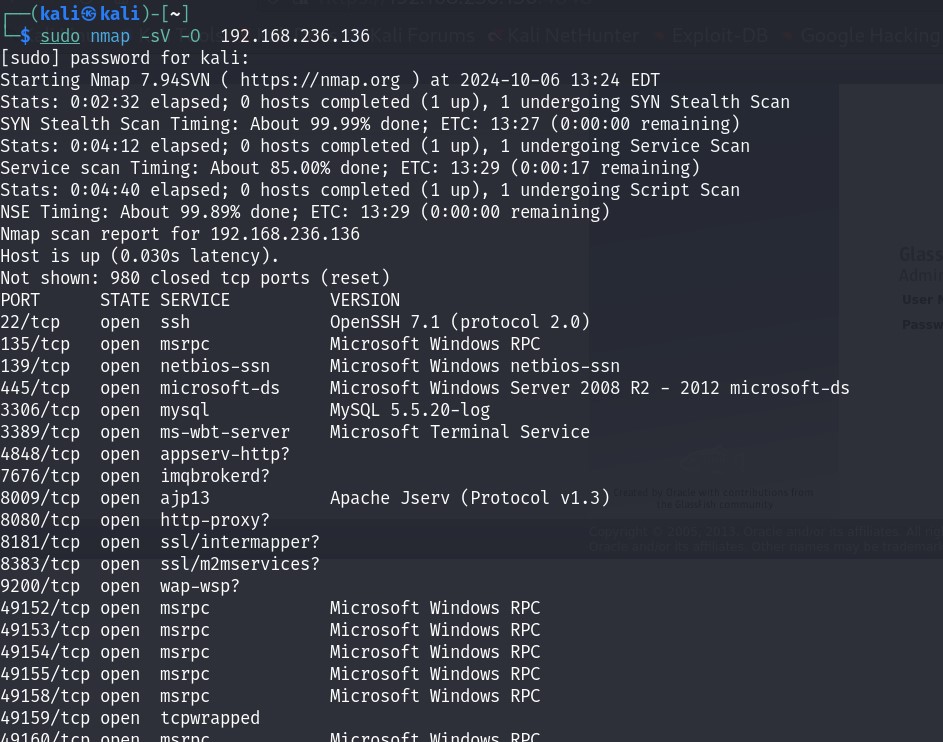 ┌──(kali㉿kali)-[~]
└─$ sudo nmap -sV -O 192.168.236.136
Kali Forums Kali NetHunter Exploit-DB Google Hacking
[sudo] password for kali:
Starting Nmap 7.94SVN ( https://nmap.org ) at 2024-10-06 13:24 EDT
Stats: 0:02:32 elapsed; 0 hosts completed (1 up), 1 undergoing SYN Stealth Scan
SYN Stealth Scan Timing: About 99.99% done; ETC: 13:27 (0:00:00 remaining)
Stats: 0:04:12 elapsed; 0 hosts completed (1 up), 1 undergoing Service Scan
Service scan Timing: About 85.00% done; ETC: 13:29 (0:00:17 remaining)
Stats: 0:04:40 elapsed; 0 hosts completed (1 up), 1 undergoing Script Scan
NSE Timing: About 99.89% done; ETC: 13:29 (0:00:00 remaining)
Nmap scan report for 192.168.236.136
Host is up (0.030s latency).
Not shown: 980 closed tcp ports (reset)
PORT      STATE SERVICE          VERSION
22/tcp    open  ssh              OpenSSH 7.1 (protocol 2.0)
135/tcp   open  msrpc            Microsoft Windows RPC
139/tcp   open  netbios-ssn      Microsoft Windows netbios-ssn
445/tcp   open  microsoft-ds     Microsoft Windows Server 2008 R2 - 2012 microsoft-ds
3306/tcp  open  mysql            MySQL 5.5.20-log
3389/tcp  open  ms-wbt-server    Microsoft Terminal Service
4848/tcp  open  appserv-http?
7676/tcp  open  imqbrokerd?
8009/tcp  open  ajp13            Apache Jserv (Protocol v1.3)
8080/tcp  open  http-proxy?
8181/tcp  open  ssl/intermapper?
8383/tcp  open  ssl/m2mservices?
9200/tcp  open  wap-wsp?
49152/tcp open  msrpc            Microsoft Windows RPC
49153/tcp open  msrpc            Microsoft Windows RPC
49154/tcp open  msrpc            Microsoft Windows RPC
49155/tcp open  msrpc            Microsoft Windows RPC
49158/tcp open  msrpc            Microsoft Windows RPC
49159/tcp open  tcpwrapped
49160/tcp open  msrpc            Microsoft Windows RPC
Glass
Admi
User
Passw